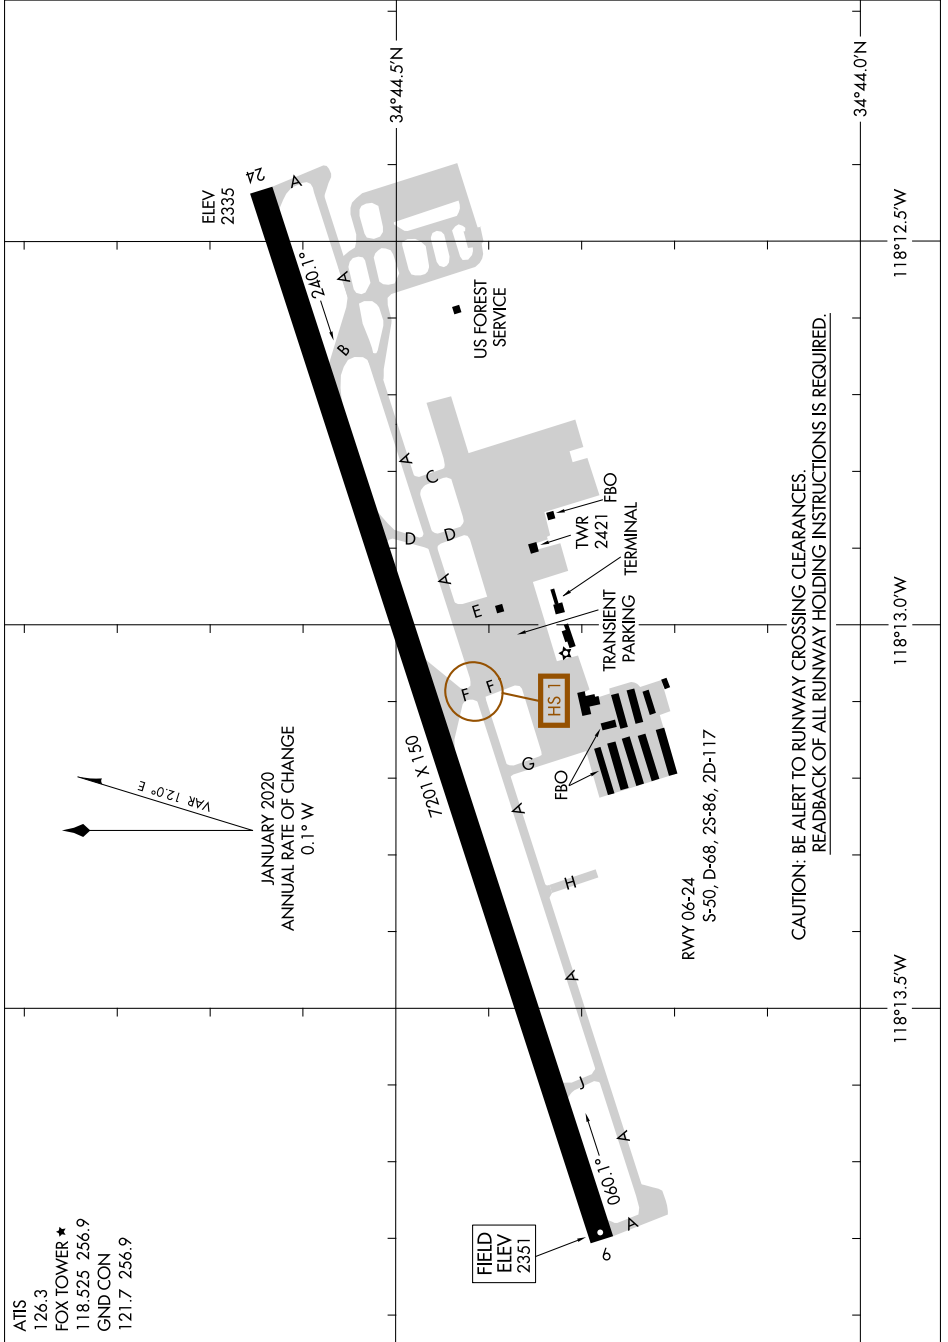 ATIS
126.3
FOX TOWER ★
118.525 256.9
GND CON
121.7 256.9
JANUARY 2020
ANNUAL RATE OF CHANGE
0.1° W
VAR 12.0° E
FIELD
ELEV
2351
6
060.1°
7201 X 150
240.1°
24
ELEV
2335
A
A
J
A
H
A
G
F
F
HS 1
E
A
D
D
C
A
B
A
A
FBO
TRANSIENT
PARKING
TERMINAL
TWR
2421
FBO
US FOREST
SERVICE
RWY 06-24
S-50, D-68, 2S-86, 2D-117
CAUTION: BE ALERT TO RUNWAY CROSSING CLEARANCES.
READBACK OF ALL RUNWAY HOLDING INSTRUCTIONS IS REQUIRED.
34°44.5'N
34°44.0'N
118°13.5'W
118°13.0'W
118°12.5'W